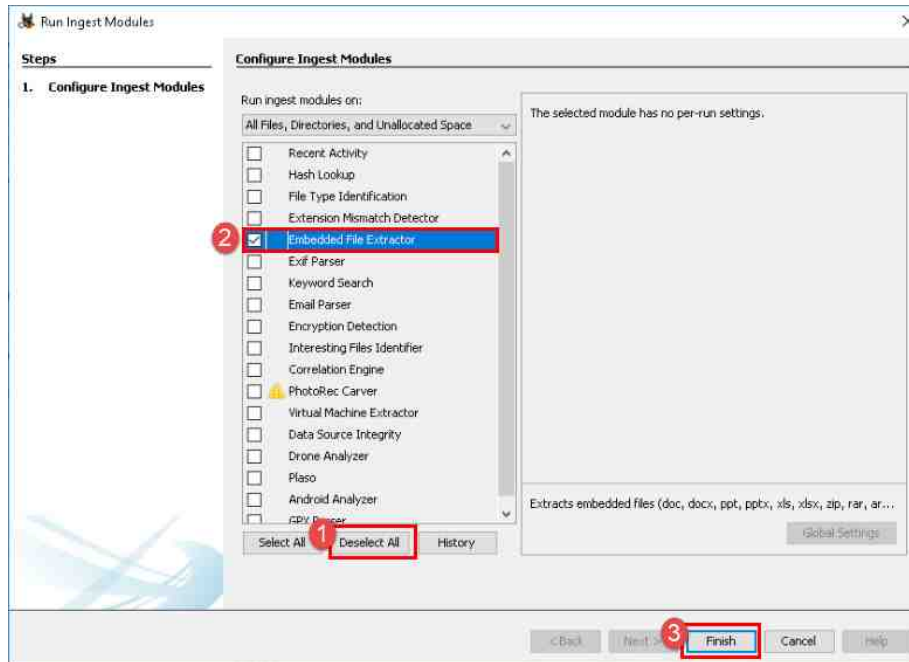 Run Ingest Modules
Steps
1. Configure Ingest Modules
Configure Ingest Modules
Run ingest modules on:
All Files, Directories, and Unallocated Space
Recent Activity
Hash Lookup
File Type Identification
Extension Mismatch Detector
2 Embedded File Extractor
Exif Parser
Keyword Search
Email Parser
Encryption Detection
Interesting Files Identifier
Correlation Engine
PhotoRec Carver
Virtual Machine Extractor
Data Source Integrity
Drone Analyzer
Plaso
Android Analyzer
GPX Parser
Select All 1 Deselect All History
The selected module has no per-run settings.
Extracts embedded files (doc, docx, ppt, pptx, xls, xlsx, zip, rar, ar...
Global Settings
< Back Next > 3 Finish Cancel Help